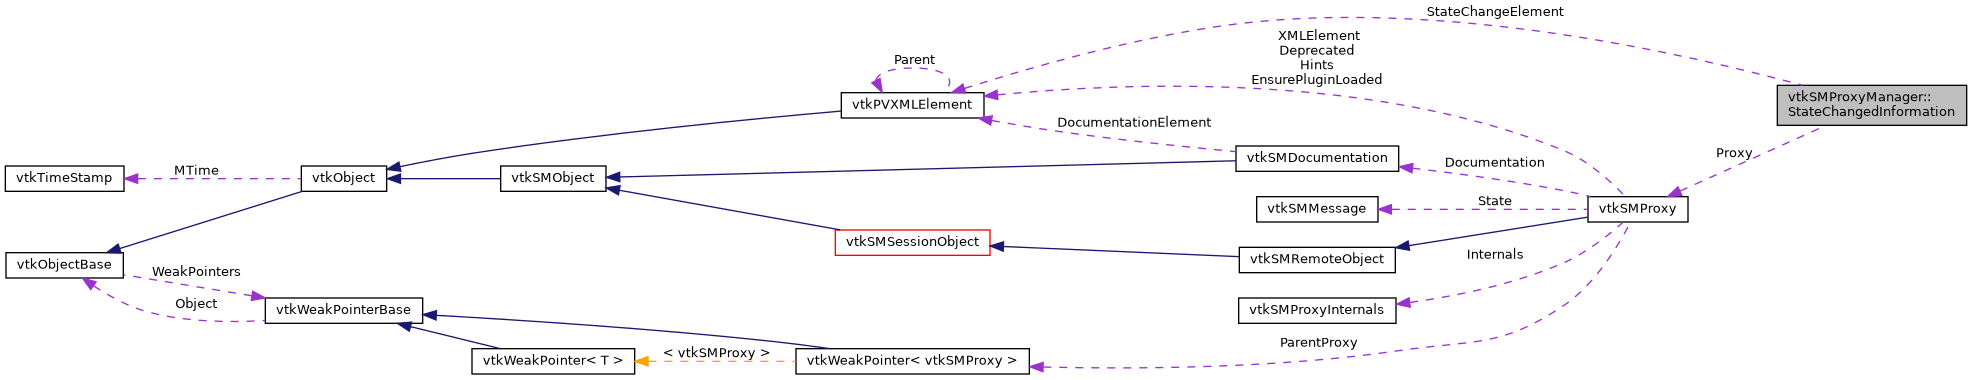 StateChangeElement
XMLElement
Deprecated
Hints
EnsurePluginLoaded
Parent
vtkPVXMLElement
vtkSMProxyManager::
StateChangedInformation
DocumentationElement
vtkSMDocumentation
Documentation
Proxy
vtkTimeStamp
MTime
vtkObject
vtkSMObject
vtkSMMessage
State
vtkSMProxy
vtkSMSessionObject
vtkSMRemoteObject
Internals
vtkObjectBase
WeakPointers
Object
vtkWeakPointerBase
vtkSMProxyInternals
ParentProxy
vtkWeakPointer< T >
< vtkSMProxy >
vtkWeakPointer< vtkSMProxy >